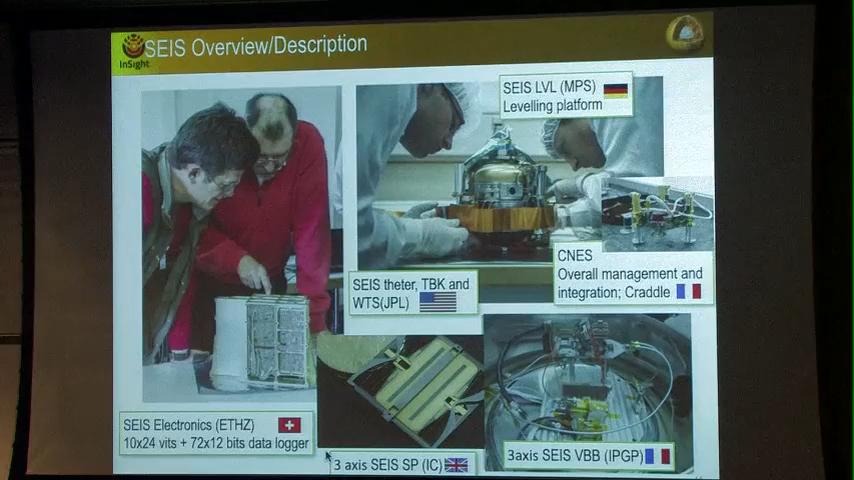 SEIS Overview/Description
InSight
SEIS LVL (MPS)
Levelling platform
CNES
Overall management and
integration; Craddle
SEIS theter, TBK and
WTS(JPL)
SEIS Electronics (ETHZ)
10x24 vits + 72x12 bits data logger
3 axis SEIS SP (IC)
3axis SEIS VBB (IPGP)